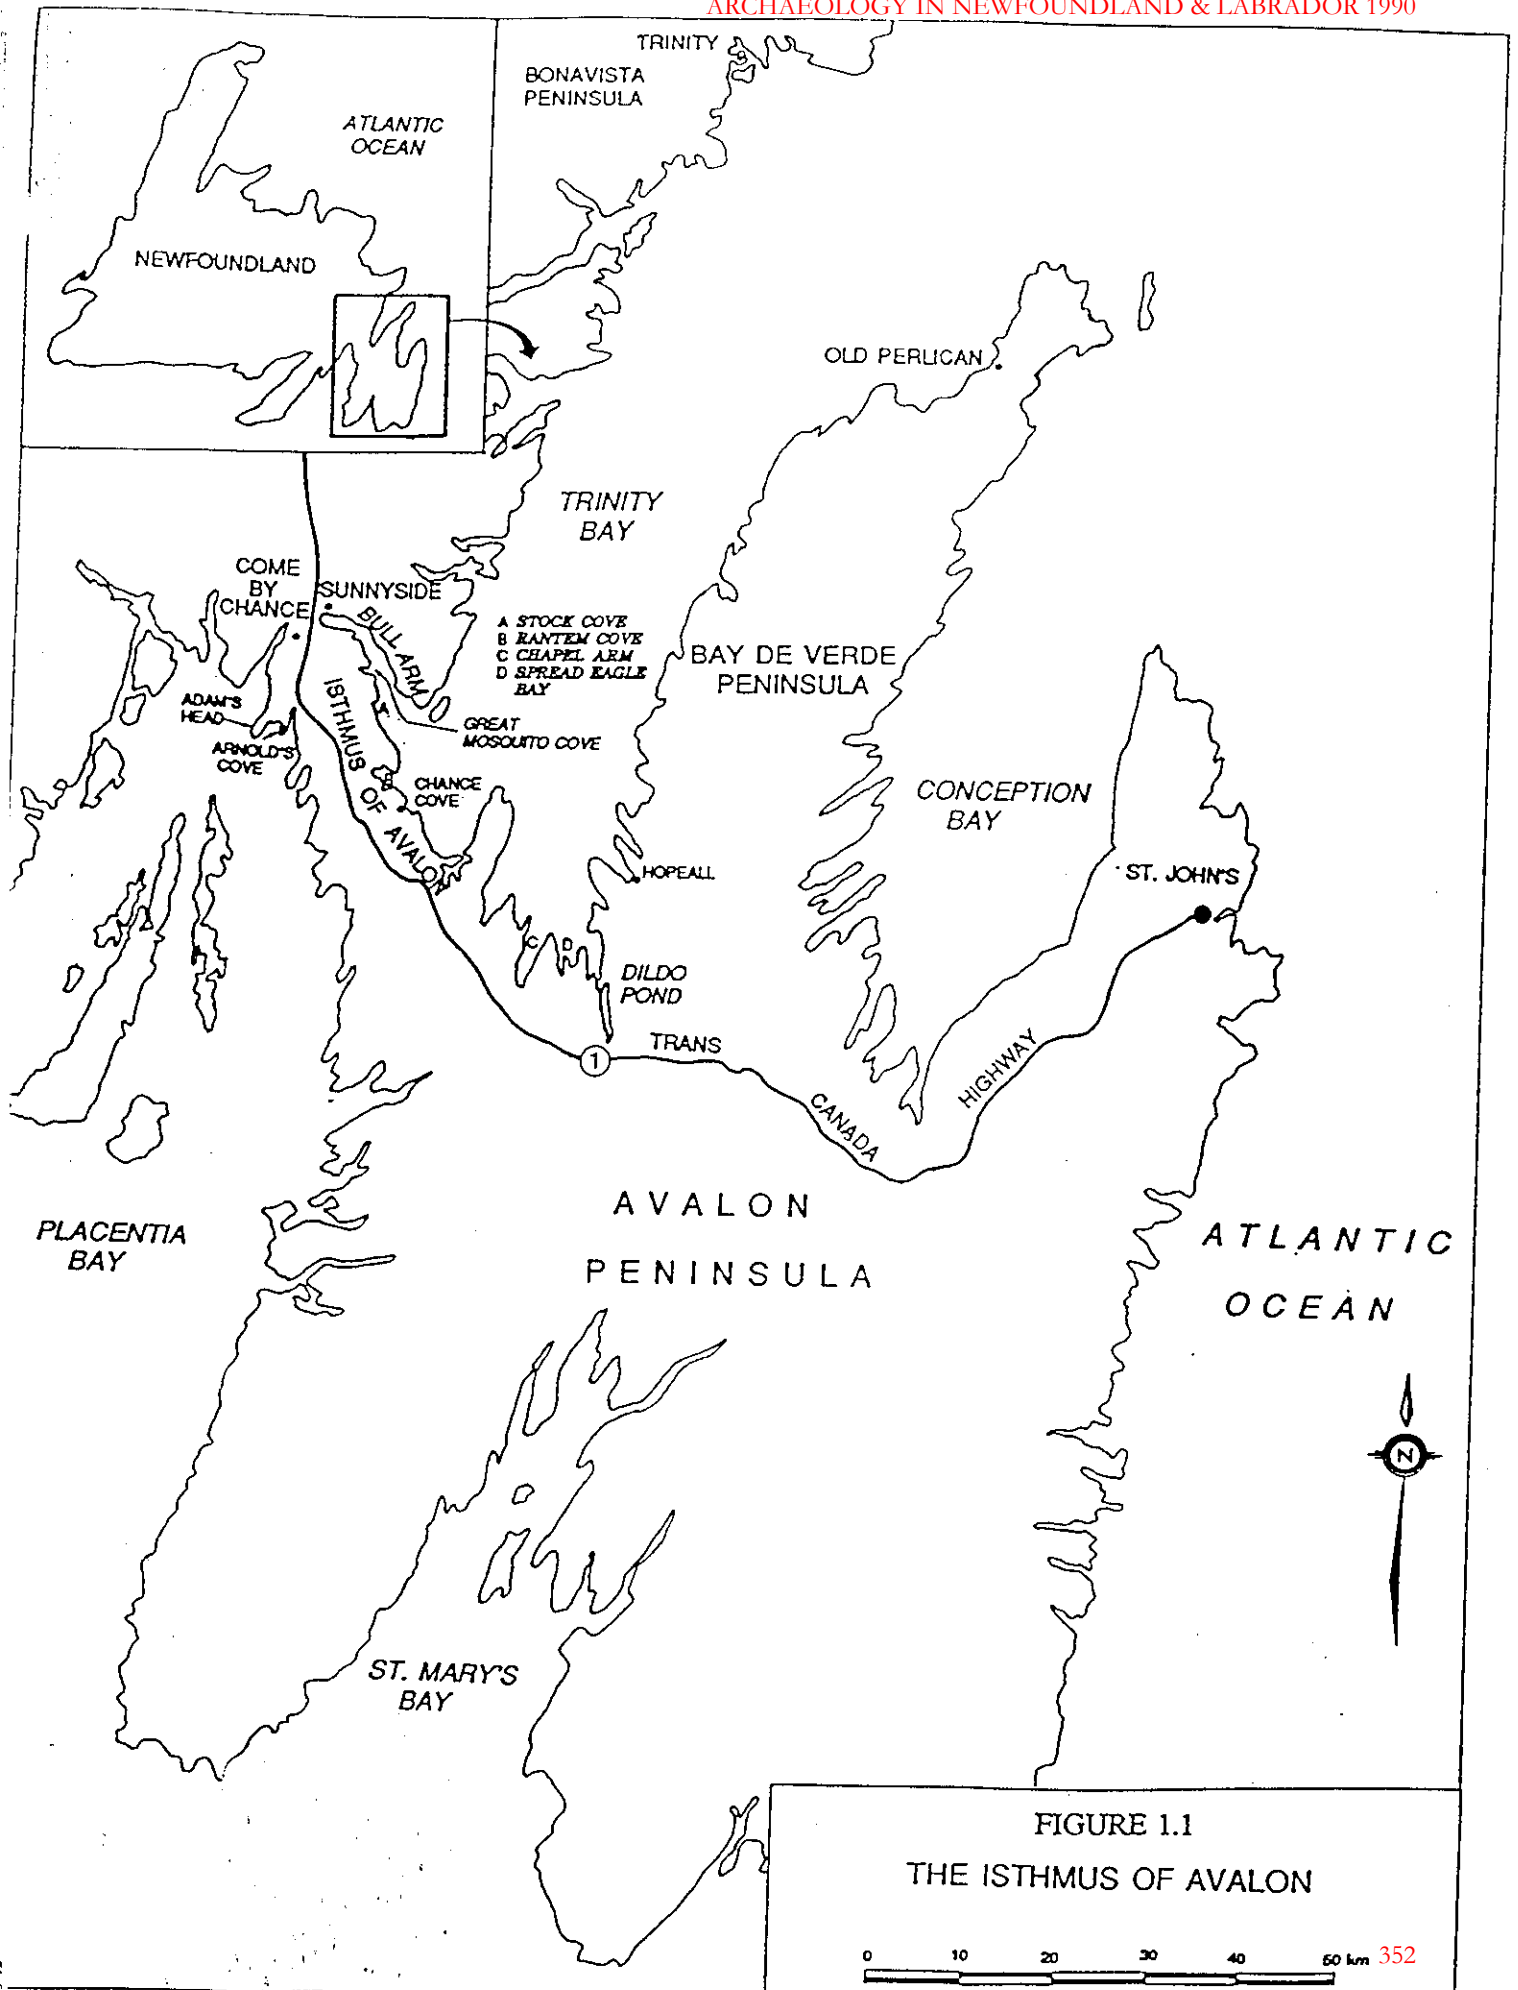 ARCHAEOLOGY IN NEWFOUNDLAND & LABRADOR 1990
TRINITY
BONAVISTA
PENINSULA
ATLANTIC
OCEAN
NEWFOUNDLAND
OLD PERLICAN
TRINITY
BAY
COME
BY
CHANCE
SUNNYSIDE
BULL ARM
A STOCK COVE
B RANTEM COVE
C CHAPEL ARM
D SPREAD EAGLE
BAY
BAY DE VERDE
PENINSULA
ADAM'S
HEAD
ARNOLD'S
COVE
ISTHMUS OF AVALON
GREAT
MOSQUITO COVE
B
CHANCE
COVE
CONCEPTION
BAY
HOPEALL
ST. JOHN'S
C
D
DILDO
POND
1
TRANS
CANADA
HIGHWAY
AVALON
PENINSULA
PLACENTIA
BAY
ATLANTIC
OCEAN
N
ST. MARY'S
BAY
FIGURE 1.1
THE ISTHMUS OF AVALON
0 10 20 30 40 50 km
352